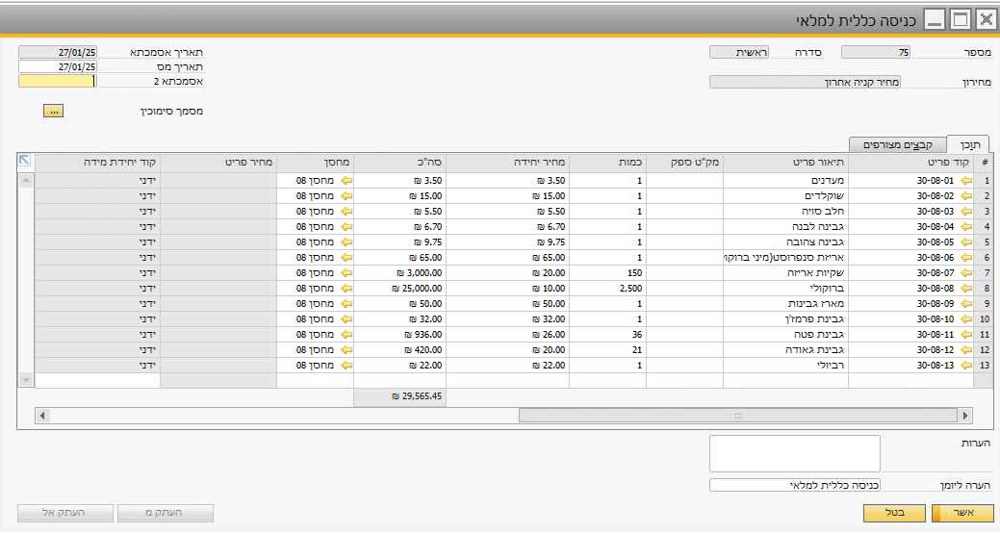 כניסה כללית למלאי
מספר 75 סדרה ראשית תאריך אסמכתא 27/01/25
תאריך מס 27/01/25
מחירון מחיר קניה אחרון אסמכתא 2
מסמך סימוכין ...
תוכן קבצים מצורפים
# קוד פריט תיאור פריט מק"ט ספק כמות מחיר יחידה סה"כ מחסן מחיר פריט קוד יחידת מידה
1 30-08-01 מעדנים 1 3.50 ₪ 3.50 ₪ מחסן 08 ידני
2 30-08-02 שוקלדים 1 15.00 ₪ 15.00 ₪ מחסן 08 ידני
3 30-08-03 חלב סויה 1 5.50 ₪ 5.50 ₪ מחסן 08 ידני
4 30-08-04 גבינה לבנה 1 6.70 ₪ 6.70 ₪ מחסן 08 ידני
5 30-08-05 גבינה צהובה 1 9.75 ₪ 9.75 ₪ מחסן 08 ידני
6 30-08-06 אריזת סנפרוסט(מיני ברוקו 1 65.00 ₪ 65.00 ₪ מחסן 08 ידני
7 30-08-07 שקיות אריזה 150 20.00 ₪ 3,000.00 ₪ מחסן 08 ידני
8 30-08-08 ברוקולי 2,500 10.00 ₪ 25,000.00 ₪ מחסן 08 ידני
9 30-08-09 מארז גבינות 1 50.00 ₪ 50.00 ₪ מחסן 08 ידני
10 30-08-10 גבינת פרמז'ן 1 32.00 ₪ 32.00 ₪ מחסן 08 ידני
11 30-08-11 גבינת פטה 36 26.00 ₪ 936.00 ₪ מחסן 08 ידני
12 30-08-12 גבינת גאודה 21 20.00 ₪ 420.00 ₪ מחסן 08 ידני
13 30-08-13 רביולי 1 22.00 ₪ 22.00 ₪ מחסן 08 ידני
29,565.45 ₪
הערות
הערה ליומן כניסה כללית למלאי
אשר בטל העתק מ העתק אל